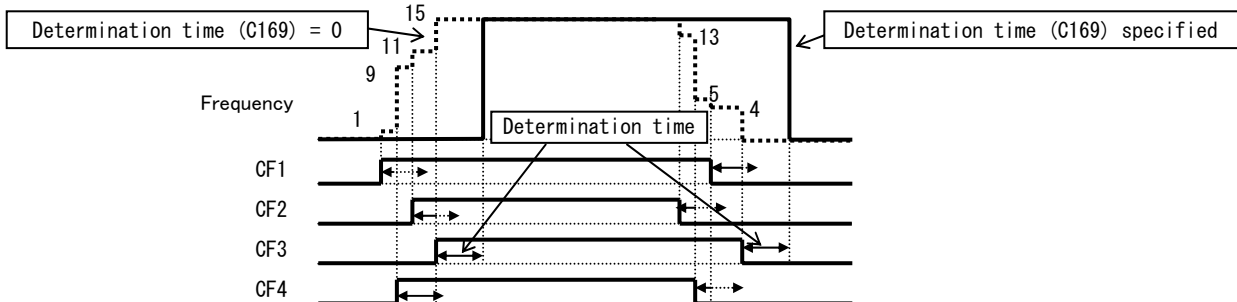 Determination time (C169) = 0
15
Determination time (C169) specified
11
13
9
Frequency
5
4
1
Determination time
CF1
CF2
CF3
CF4